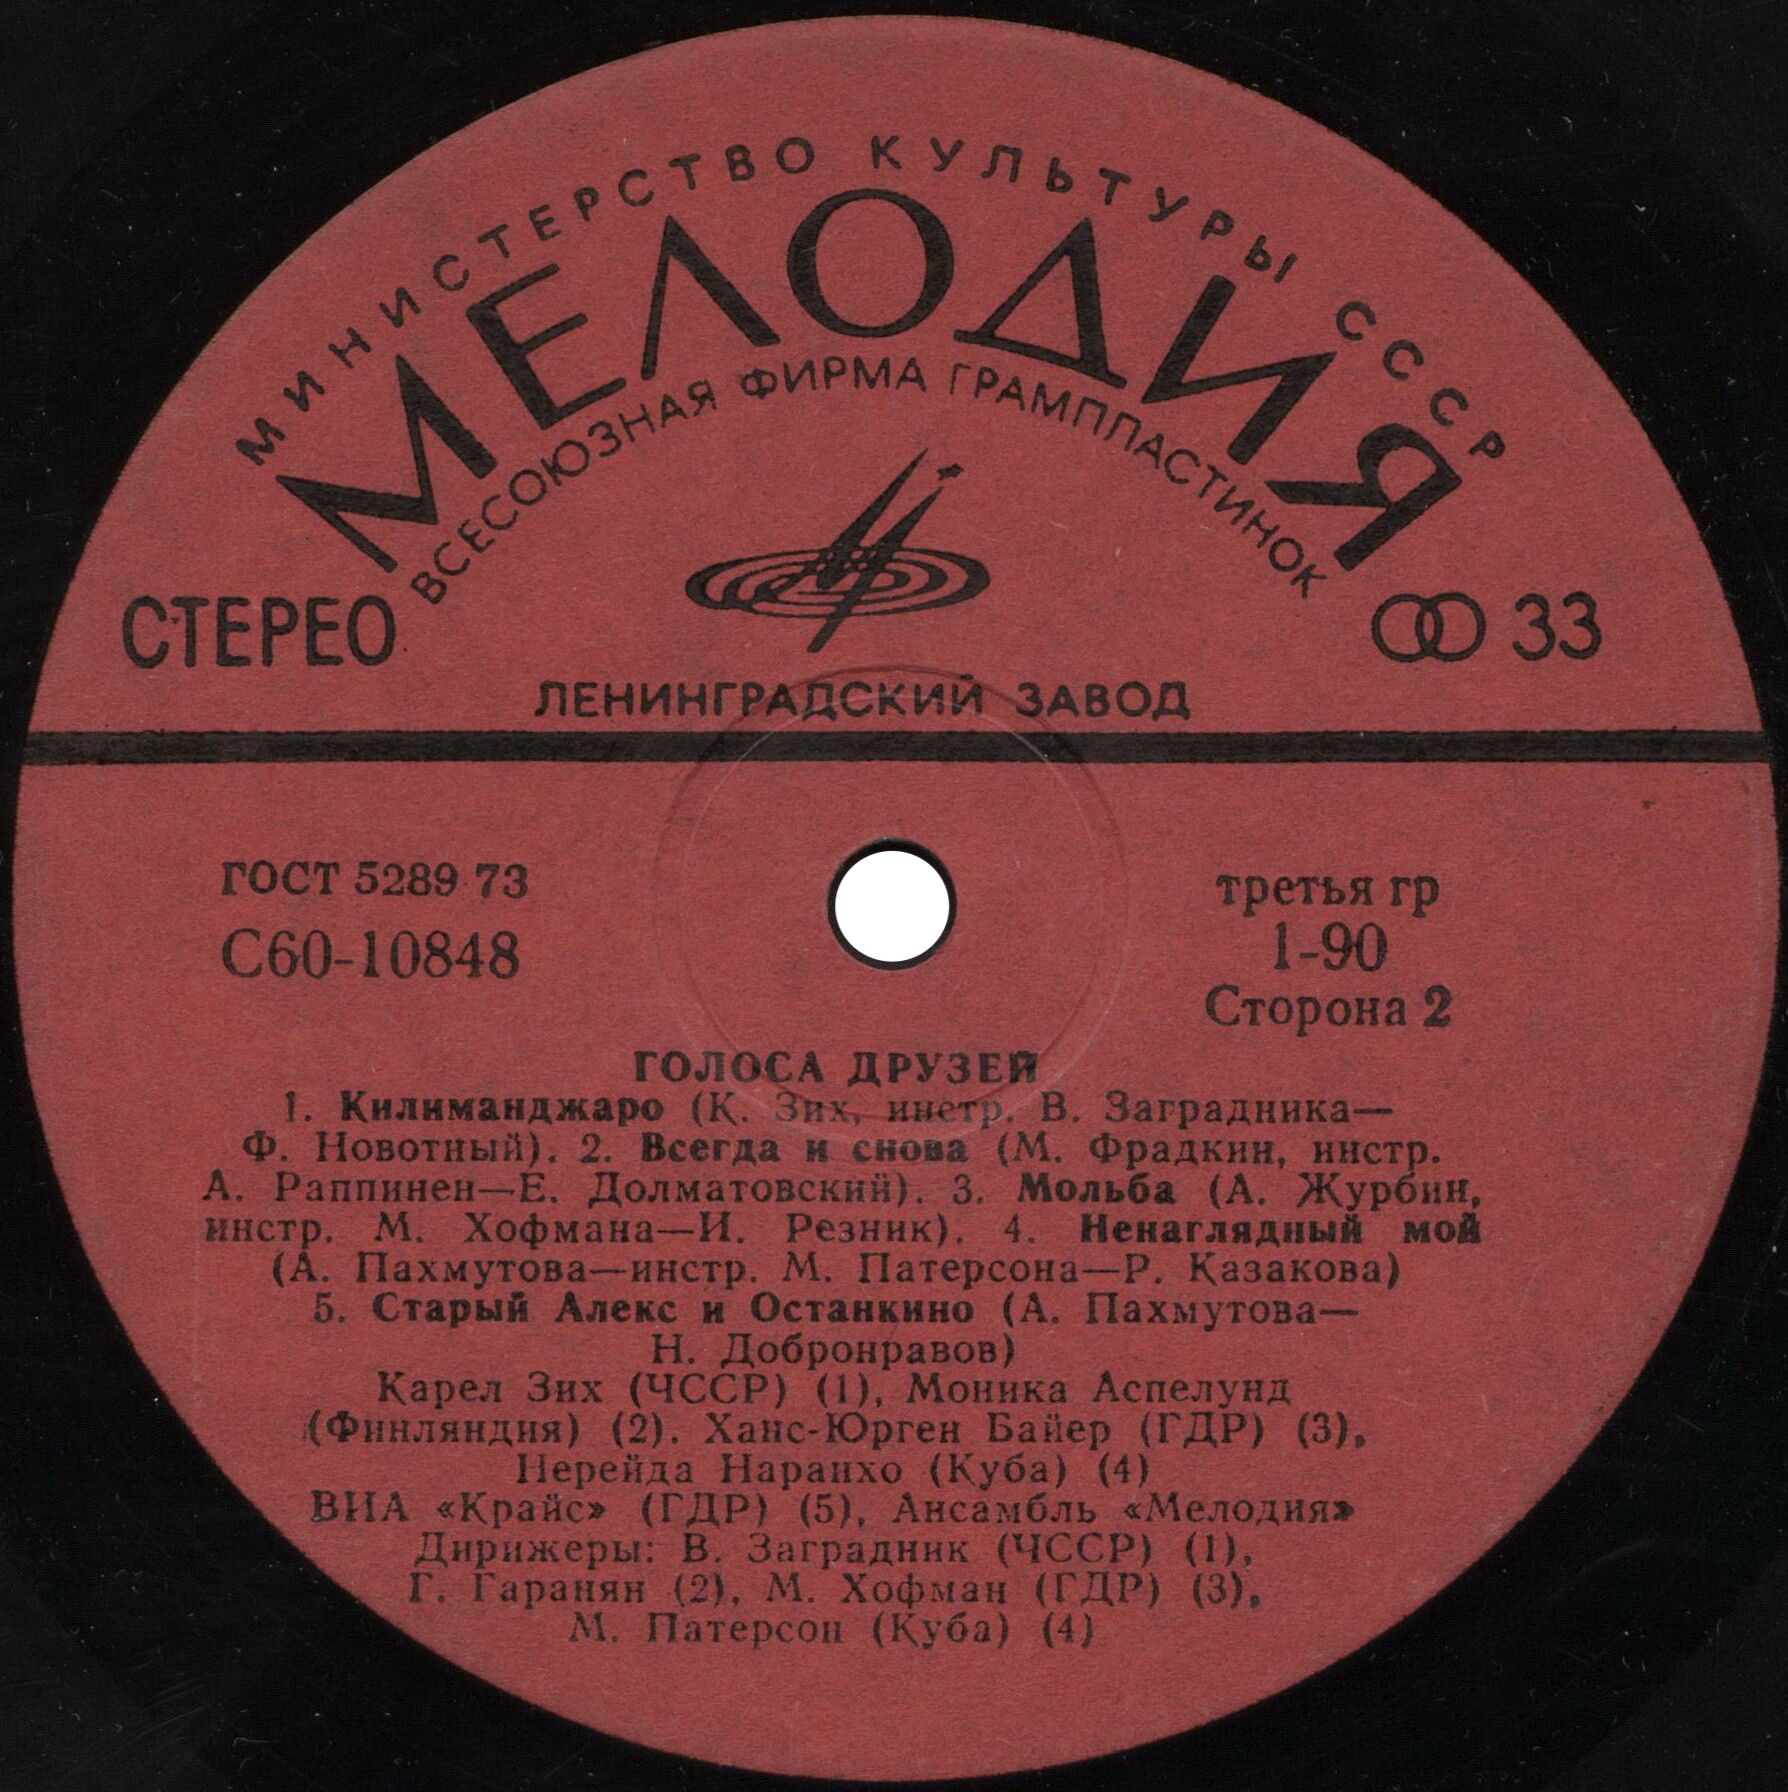 МИНИСТЕРСТВО КУЛЬТУРЫ СССР
МЕЛОДИЯ
ВСЕСОЮЗНАЯ ФИРМА ГРАМПЛАСТИНОК
СТЕРЕО
33
ЛЕНИНГРАДСКИЙ ЗАВОД
ГОСТ 5289 73
С60-10848
третья гр
1-90
Сторона 2
ГОЛОСА ДРУЗЕЙ
1. Килиманджаро (К. Зих, инстр. В. Заградника—
Ф. Новотный). 2. Всегда и снова (М. Фрадкин, инстр.
А. Раппинен—Е. Долматовский). 3. Мольба (А. Журбин,
инстр. М. Хофмана—И. Резник). 4. Ненаглядный мой
(А. Пахмутова—инстр. М. Патерсона—Р. Казакова)
5. Старый Алекс и Останкино (А. Пахмутова—
Н. Добронравов)
Карел Зих (ЧССР) (1), Моника Аспелунд
(Финляндия) (2). Ханс-Юрген Байер (ГДР) (3),
Нерейда Наранхо (Куба) (4)
ВИА «Крайс» (ГДР) (5), Ансамбль «Мелодия»
Дирижеры: В. Заградник (ЧССР) (1),
Г. Гаранян (2), М. Хофман (ГДР) (3),
М. Патерсон (Куба) (4)